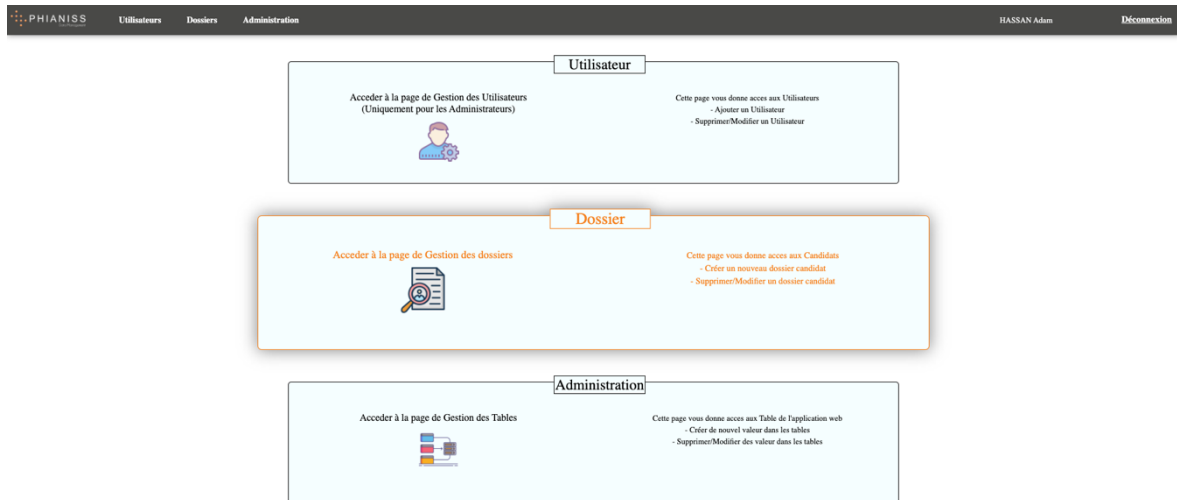 PHIANISS
Utilisateurs
Dossiers
Administration
HASSAN Adam
Déconnexion
Utilisateur
Acceder à la page de Gestion des Utilisateurs
(Uniquement pour les Administrateurs)
Cette page vous donne acces aux Utilisateurs
- Ajouter un Utilisateur
- Supprimer/Modifier un Utilisateur
Dossier
Acceder à la page de Gestion des dossiers
Cette page vous donne acces aux Candidats
- Créer un nouveau dossier candidat
- Supprimer/Modifier un dossier candidat
Administration
Acceder à la page de Gestion des Tables
Cette page vous donne acces aux Table de l'application web
- Créer de nouvel valeur dans les tables
- Supprimer/Modifier des valeur dans les tables